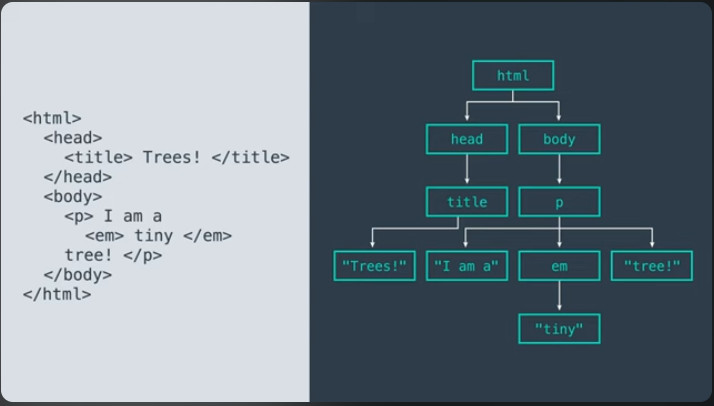 <html>
<head>
<title> Trees! </title>
</head>
<body>
<p> I am a
<em> tiny </em>
tree! </p>
</body>
</html>
html
head
body
title
p
"Trees!"
"I am a"
em
"tree!"
"tiny"